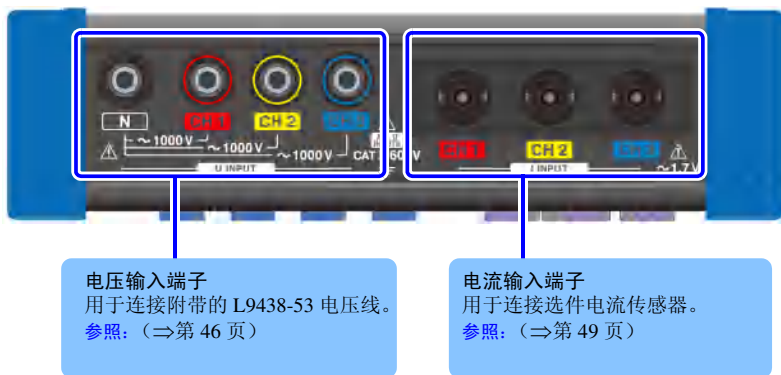 N
CH 1
CH 2
~1000 V
~1000 V
~1000 V
CAT
U INPUT
CH 1
CH 2
I INPUT
~1.7 V
电压输入端子
用于连接附带的 L9438-53 电压线。
参照:（⇒第 46 页）
电流输入端子
用于连接选件电流传感器。
参照:（⇒第 49 页）